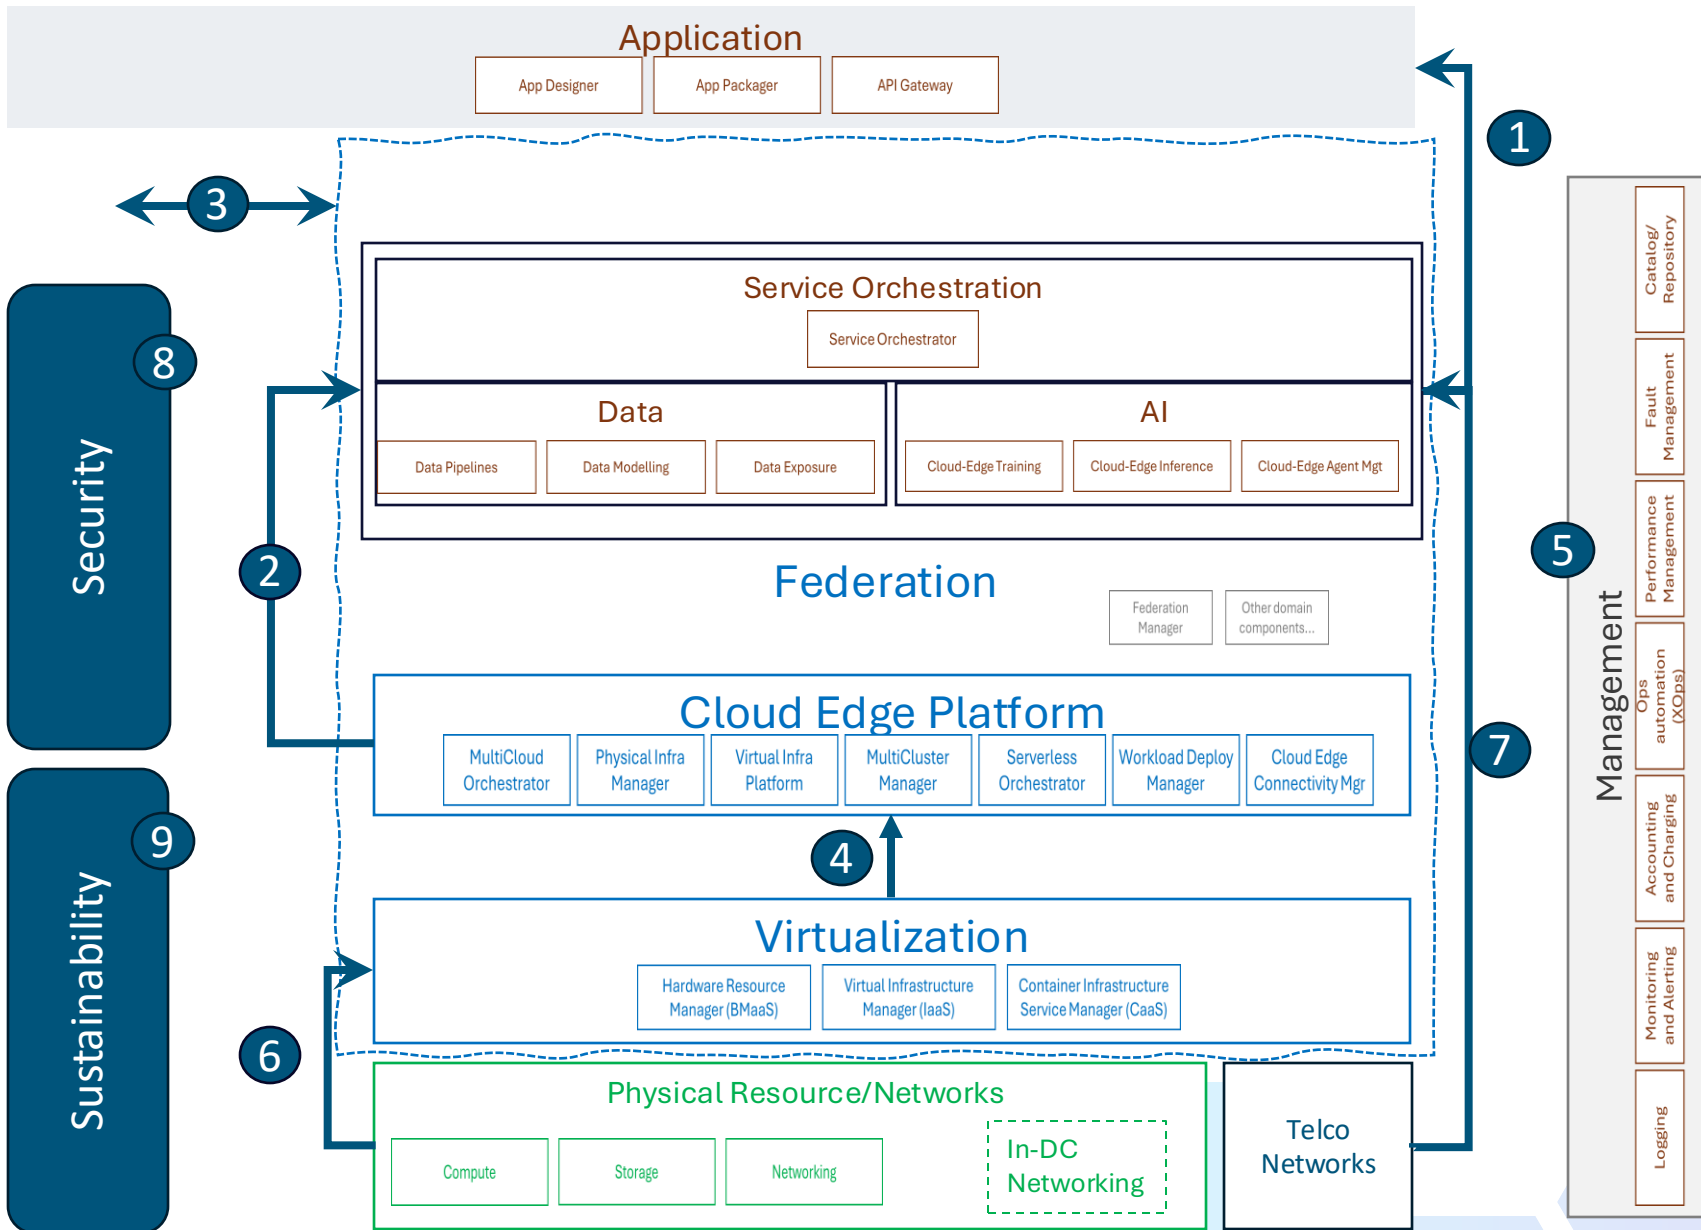 Application
App Designer
App Packager
API Gateway
1
3
Service Orchestration
Service Orchestrator
8
Security
Data
Data Pipelines
Data Modelling
Data Exposure
AI
Cloud-Edge Training
Cloud-Edge Inference
Cloud-Edge Agent Mgt
2
Federation
Federation
Manager
Other domain
components...
Cloud Edge Platform
MultiCloud
Orchestrator
Physical Infra
Manager
Virtual Infra
Platform
MultiCluster
Manager
Serverless
Orchestrator
Workload Deploy
Manager
Cloud Edge
Connectivity Mgr
7
9
Sustainability
4
Virtualization
Hardware Resource
Manager (BMaaS)
Virtual Infrastructure
Manager (IaaS)
Container Infrastructure
Service Manager (CaaS)
6
Physical Resource/Networks
Compute
Storage
Networking
In-DC
Networking
Telco
Networks
5
Management
Catalog/
Repository
Fault
Management
Performance
Management
Ops
automation
(XOps)
Accounting
and Charging
Monitoring
and Alerting
Logging